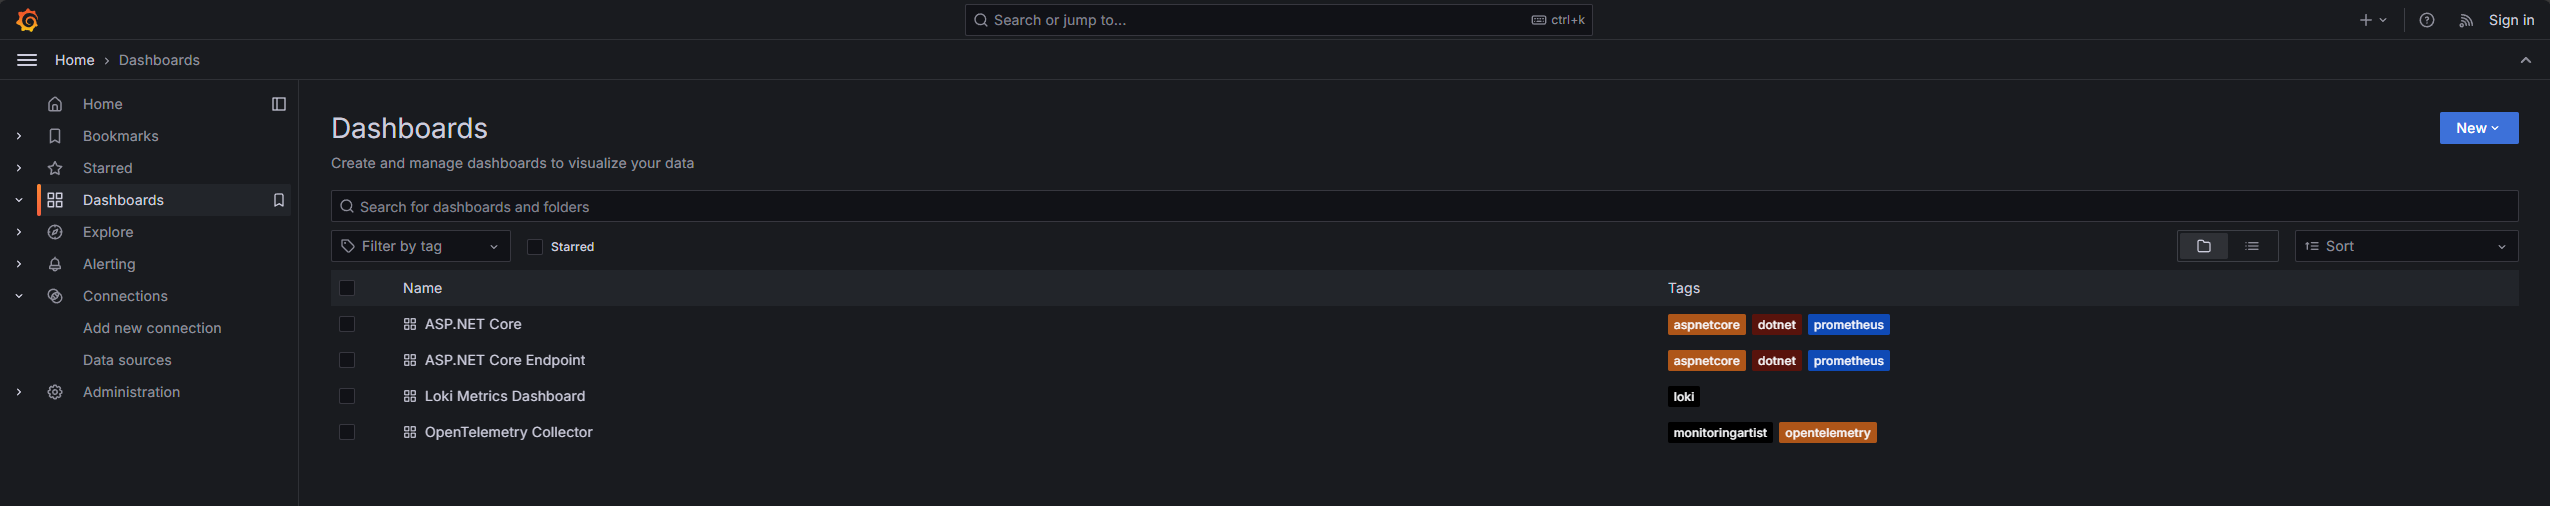 Search or jump to...
ctrl+k
Sign in
Home › Dashboards
Home
Bookmarks
Starred
Dashboards
Explore
Alerting
Connections
Add new connection
Data sources
Administration
Dashboards
New
Create and manage dashboards to visualize your data
Search for dashboards and folders
Filter by tag
Starred
Sort
Name Tags
ASP.NET Core aspnetcore dotnet prometheus
ASP.NET Core Endpoint aspnetcore dotnet prometheus
Loki Metrics Dashboard loki
OpenTelemetry Collector monitoringartist opentelemetry